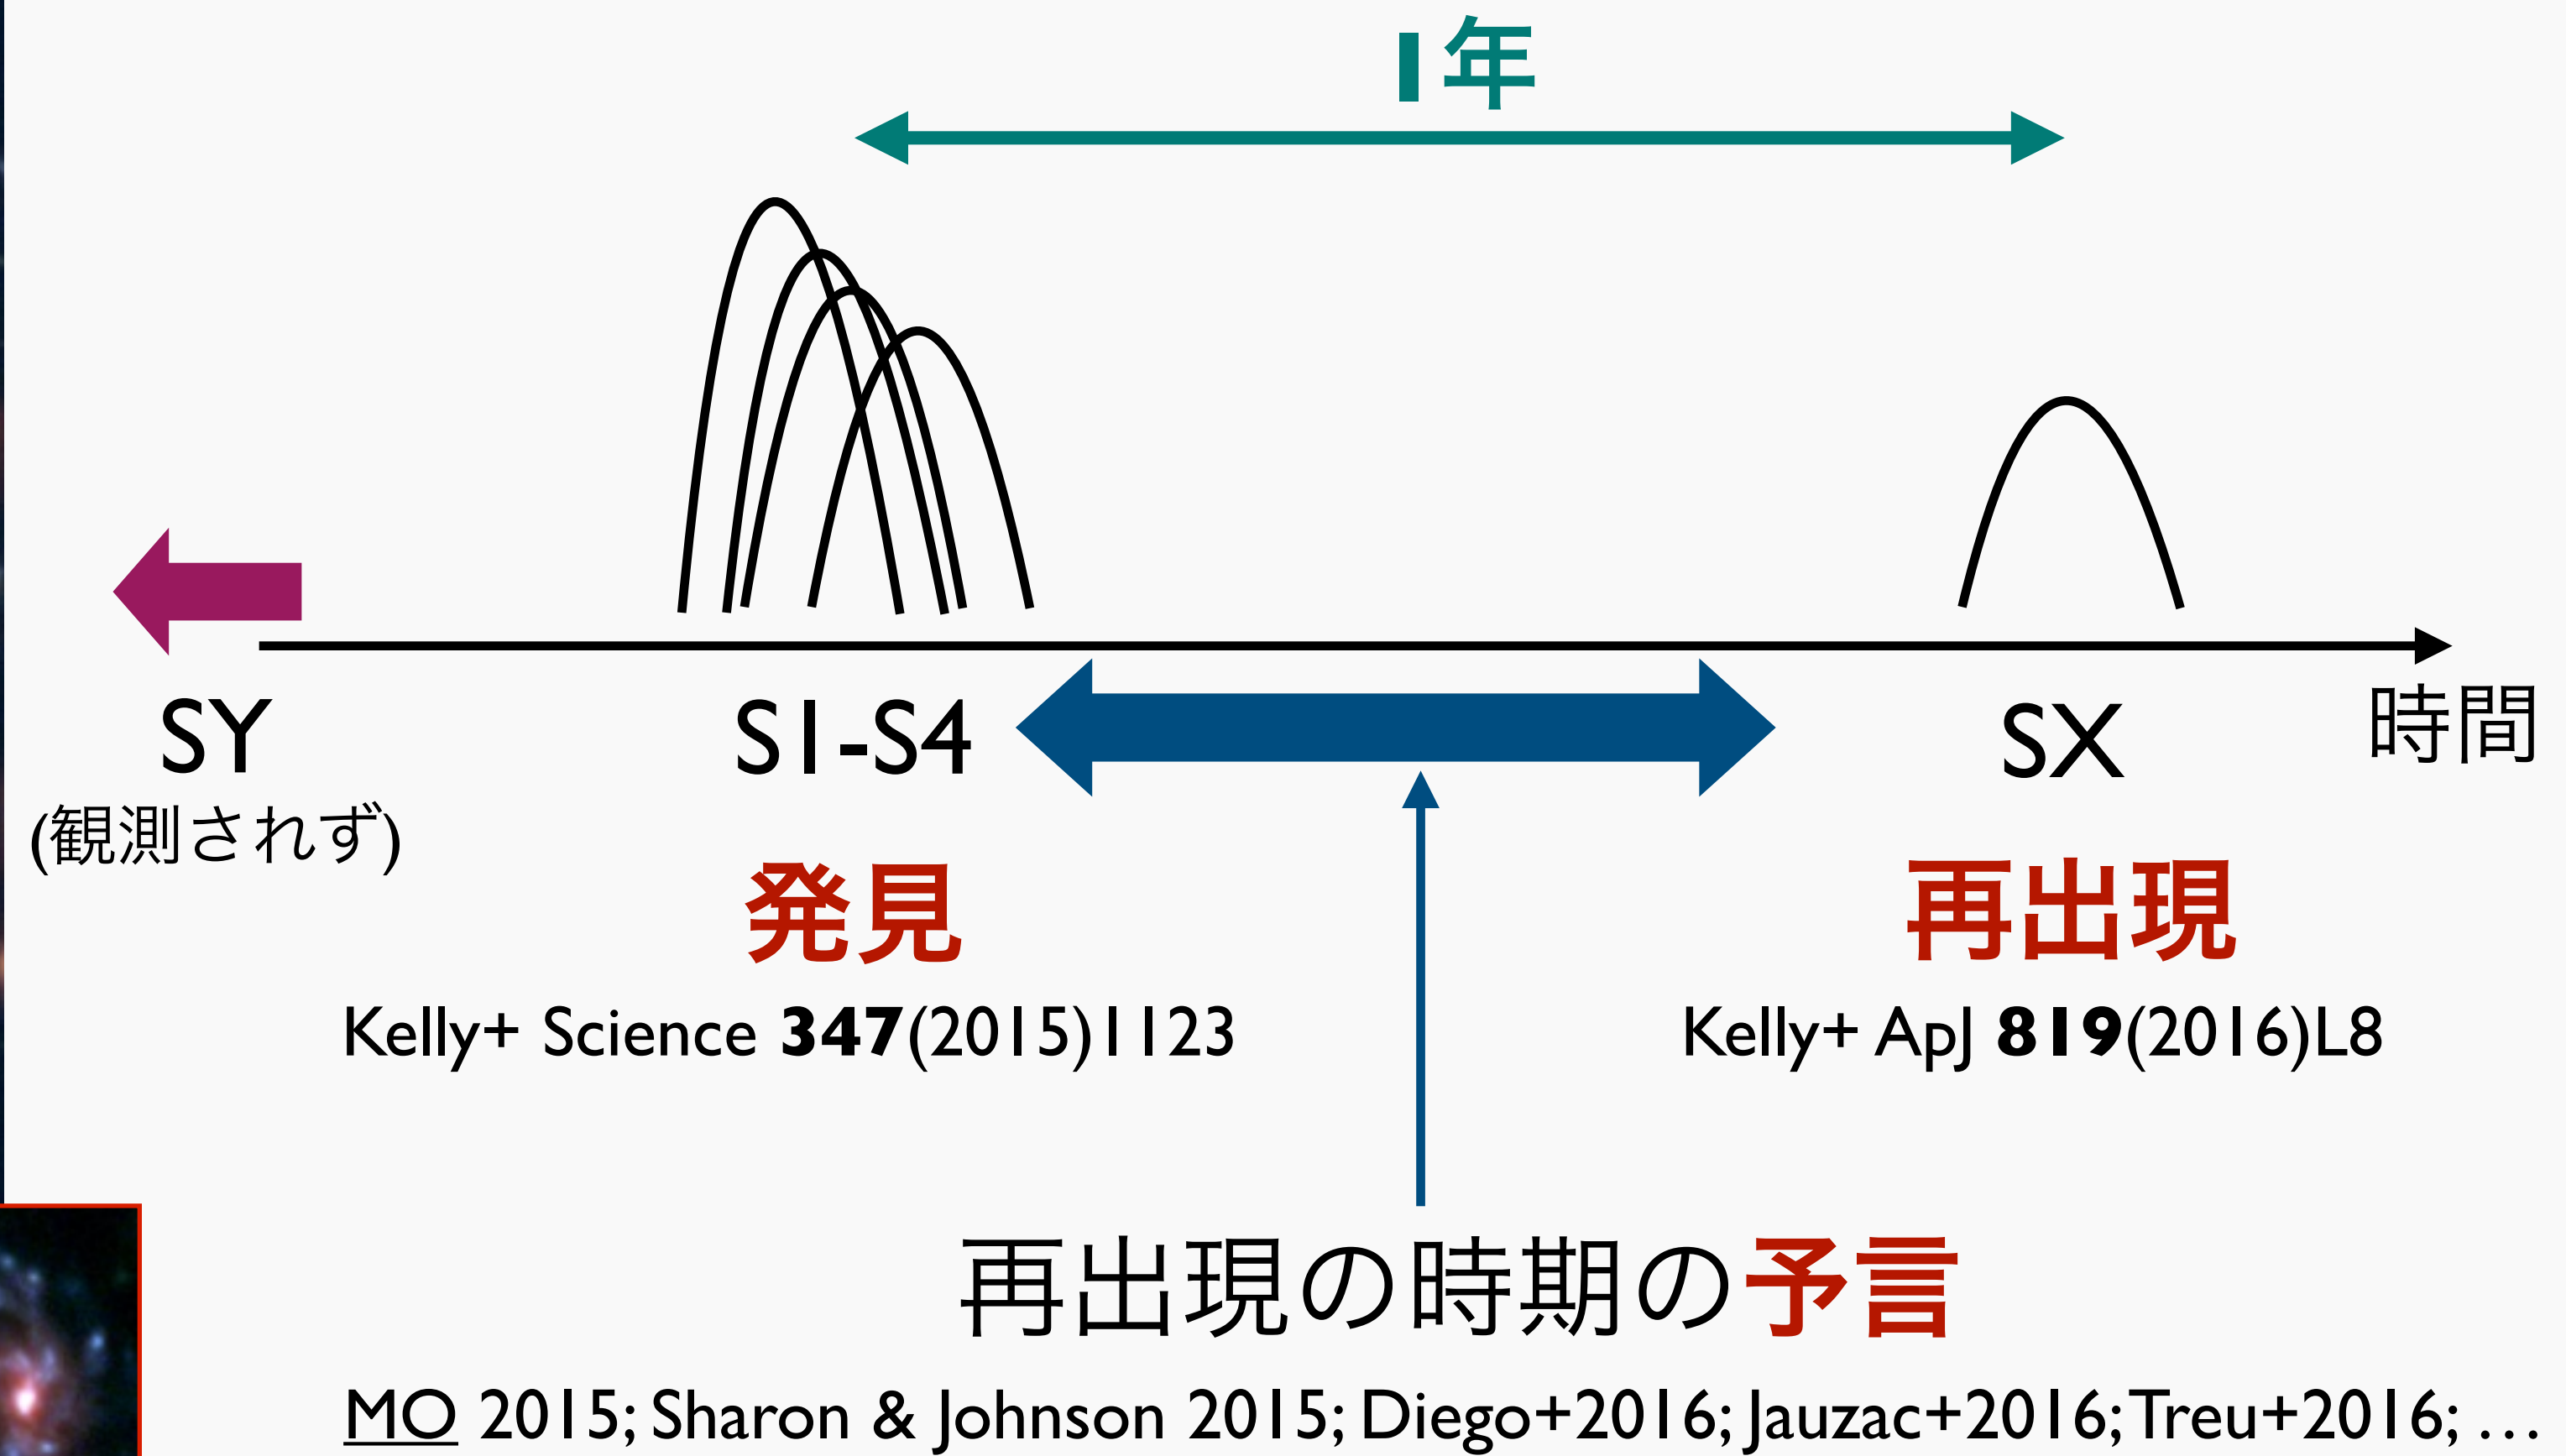 1年
SY
S1-S4
SX
時間
(観測されず)
発見
再出現
Kelly+ Science 347(2015)1123
Kelly+ ApJ 819(2016)L8
再出現の時期の予言
MO 2015; Sharon & Johnson 2015; Diego+2016; Jauzac+2016; Treu+2016; …